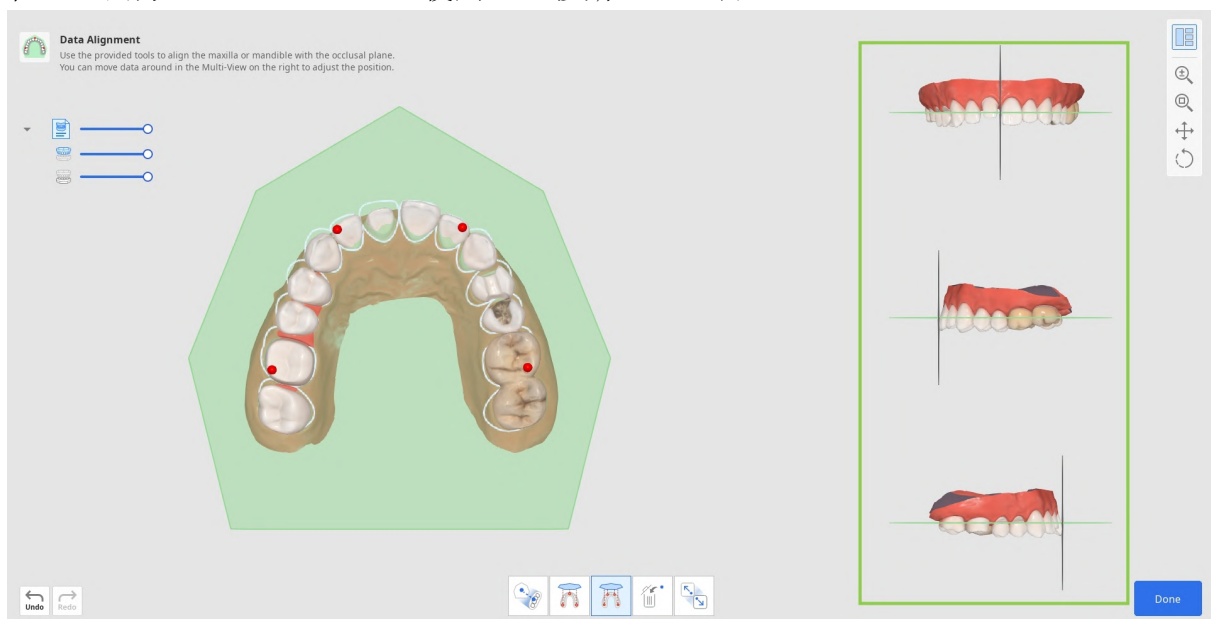 Data Alignment
Use the provided tools to align the maxilla or mandible with the occlusal plane.
You can move data around in the Multi-View on the right to adjust the position.
Undo
Redo
Done